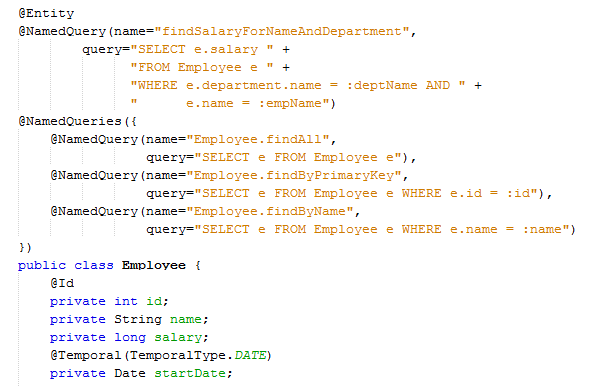 @Entity
@NamedQuery(name="findSalaryForNameAndDepartment",
        query="SELECT e.salary " +
              "FROM Employee e " +
              "WHERE e.department.name = :deptName AND " +
              "      e.name = :empName")
@NamedQueries({
    @NamedQuery(name="Employee.findAll",
                query="SELECT e FROM Employee e"),
    @NamedQuery(name="Employee.findByPrimaryKey",
                query="SELECT e FROM Employee e WHERE e.id = :id"),
    @NamedQuery(name="Employee.findByName",
                query="SELECT e FROM Employee e WHERE e.name = :name")
})
public class Employee {
    @Id
    private int id;
    private String name;
    private long salary;
    @Temporal(TemporalType.DATE)
    private Date startDate;